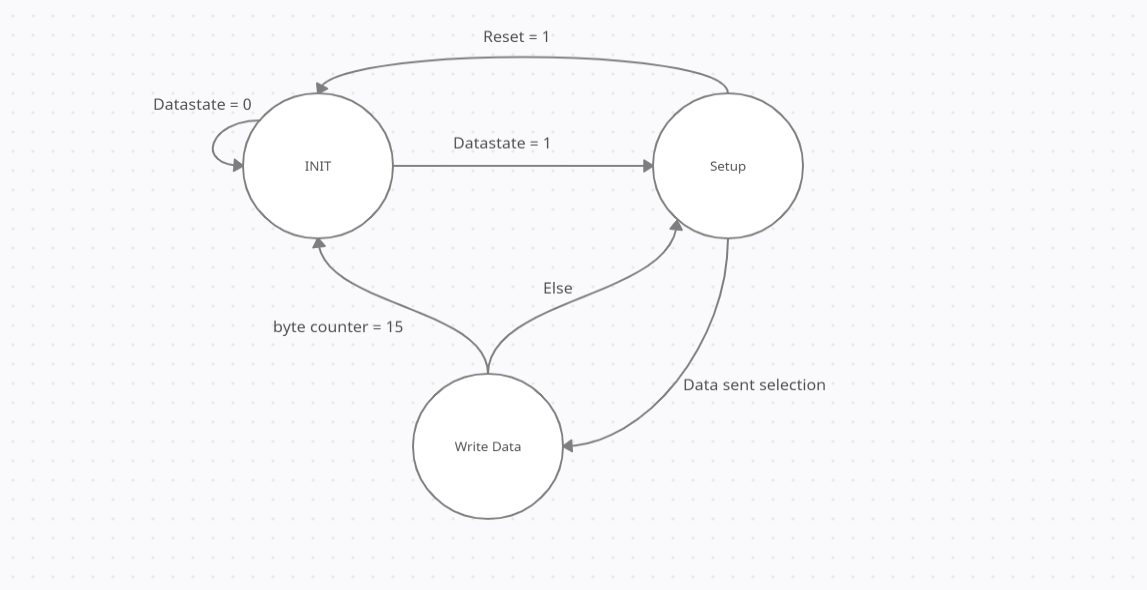 Reset = 1
Datastate = 0
Datastate = 1
INIT
Setup
Else
byte counter = 15
Data sent selection
Write Data